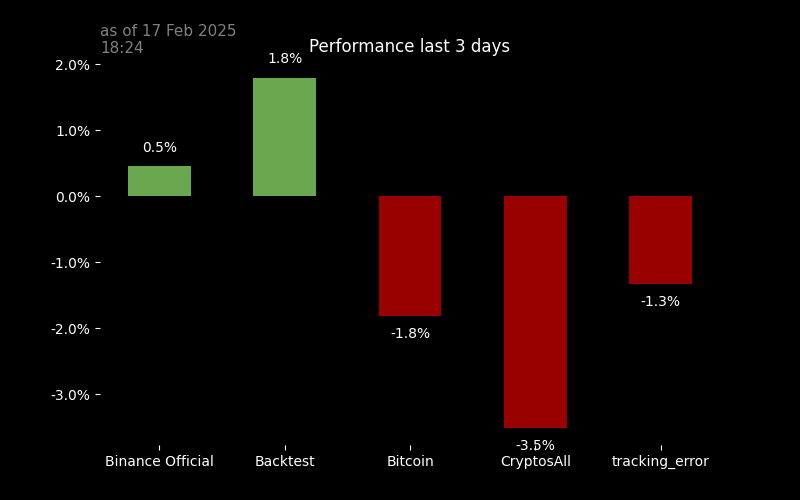 as of 17 Feb 2025
18:24
Performance last 3 days
2.0%
1.0%
0.0%
-1.0%
-2.0%
-3.0%
0.5%
1.8%
-1.8%
-3.5%
-1.3%
Binance Official
Backtest
Bitcoin
CryptosAll
tracking_error